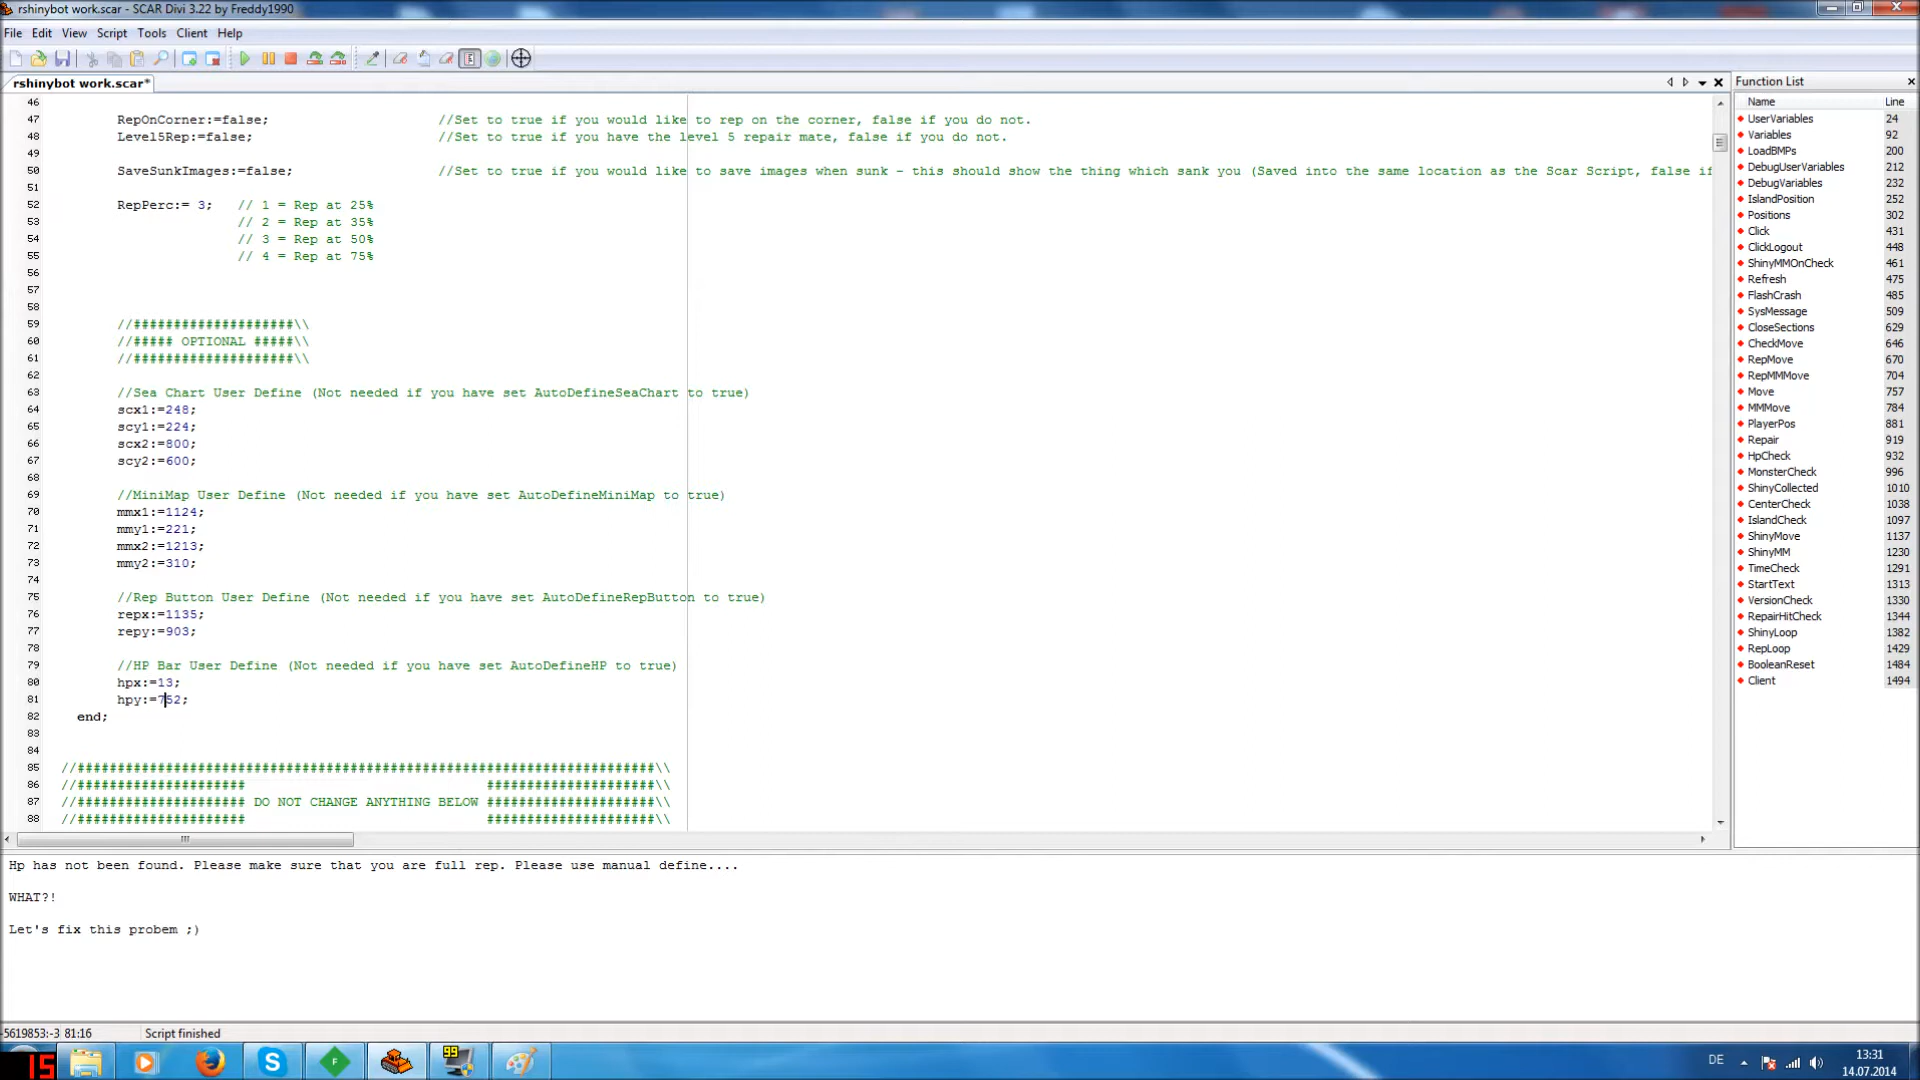 rshinybot work.scar - SCAR Divi 3.22 by Freddy1990
File Edit View Script Tools Client Help
rshinybot work.scar*
46
47 RepOnCorner:=false; //Set to true if you would like to rep on the corner, false if you do not.
48 Level5Rep:=false; //Set to true if you have the level 5 repair mate, false if you do not.
49
50 SaveSunkImages:=false; //Set to true if you would like to save images when sunk - this should show the thing which sank you (Saved into the same location as the Scar Script, false if
51
52 RepPerc:= 3; // 1 = Rep at 25%
53 // 2 = Rep at 35%
54 // 3 = Rep at 50%
55 // 4 = Rep at 75%
56
57
58
59 //####################\\
60 //##### OPTIONAL #####\\
61 //####################\\
62
63 //Sea Chart User Define (Not needed if you have set AutoDefineSeaChart to true)
64 scx1:=248;
65 scy1:=224;
66 scx2:=800;
67 scy2:=600;
68
69 //MiniMap User Define (Not needed if you have set AutoDefineMiniMap to true)
70 mmx1:=1124;
71 mmy1:=221;
72 mmx2:=1213;
73 mmy2:=310;
74
75 //Rep Button User Define (Not needed if you have set AutoDefineRepButton to true)
76 repx:=1135;
77 repy:=903;
78
79 //HP Bar User Define (Not needed if you have set AutoDefineHP to true)
80 hpx:=13;
81 hpy:=752;
82 end;
83
84
85 //########################################################################\\
86 //##################### #####################\\
87 //##################### DO NOT CHANGE ANYTHING BELOW #####################\\
88 //##################### #####################\\
Function List
Name Line
UserVariables 24
Variables 92
LoadBMPs 200
DebugUserVariables 212
DebugVariables 232
IslandPosition 252
Positions 302
Click 431
ClickLogout 448
ShinyMMOnCheck 461
Refresh 475
FlashCrash 485
SysMessage 509
CloseSections 629
CheckMove 646
RepMove 670
RepMMMove 704
Move 757
MMMove 784
PlayerPos 881
Repair 919
HpCheck 932
MonsterCheck 996
ShinyCollected 1010
CenterCheck 1038
IslandCheck 1097
ShinyMove 1137
ShinyMM 1230
TimeCheck 1291
StartText 1313
VersionCheck 1330
RepairHitCheck 1344
ShinyLoop 1382
RepLoop 1429
BooleanReset 1484
Client 1494
Hp has not been found. Please make sure that you are full rep. Please use manual define....
WHAT?!
Let's fix this probem ;)
-5619853:-3 81:16 Script finished
15
99
DE
13:31
14.07.2014